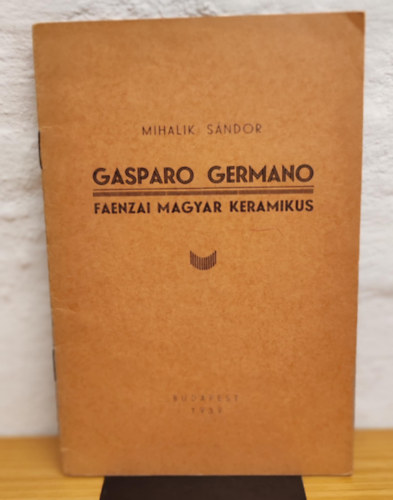 MIHALIK SÁNDOR
GASPARO GERMANO
FAENZAI MAGYAR KERAMIKUS
BUDAPEST